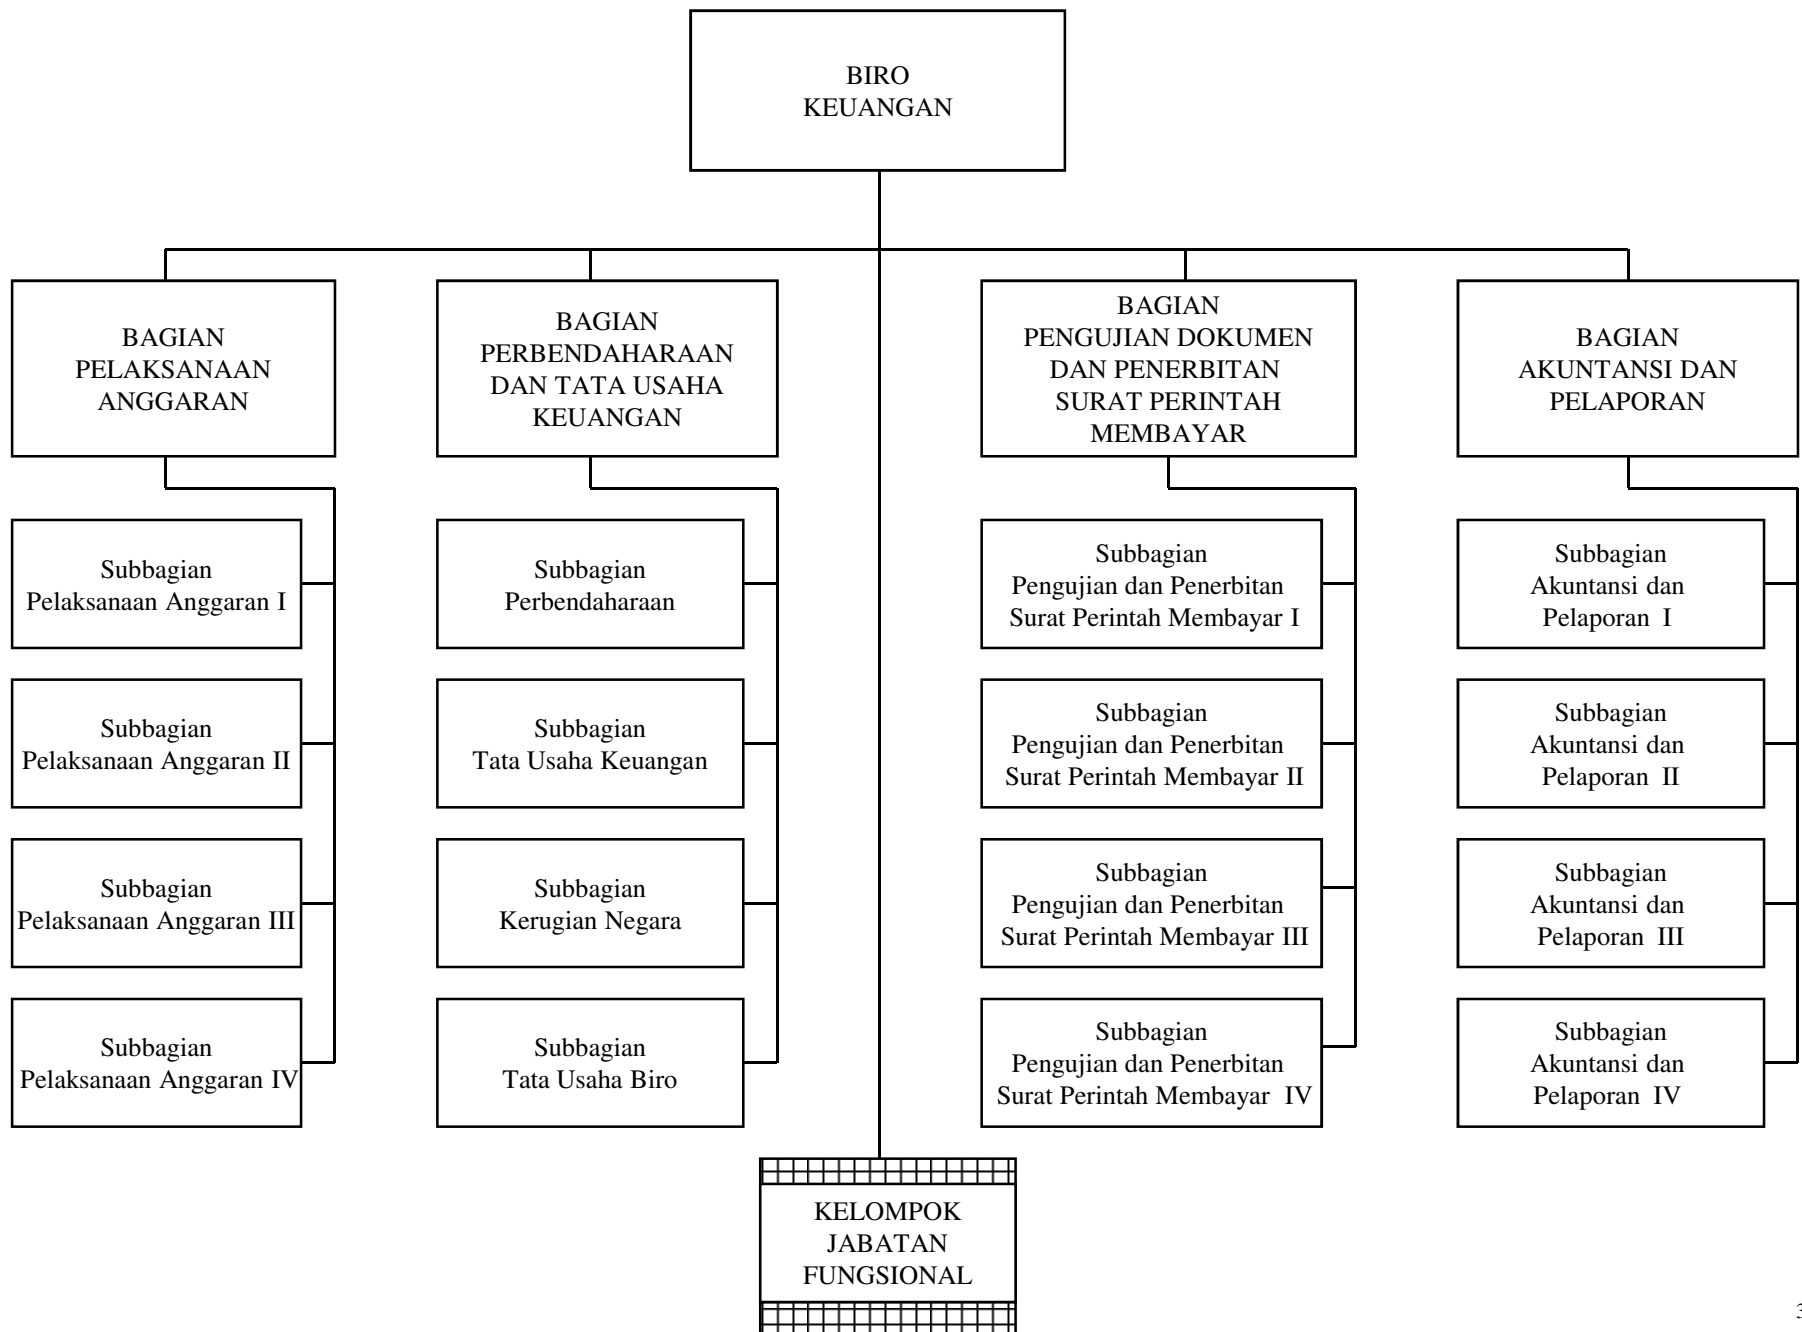 BIRO
KEUANGAN
BAGIAN
PELAKSANAAN
ANGGARAN
BAGIAN
PERBENDAHARAAN
DAN TATA USAHA
KEUANGAN
BAGIAN
PENGUJIAN DOKUMEN
DAN PENERBITAN
SURAT PERINTAH
MEMBAYAR
BAGIAN
AKUNTANSI DAN
PELAPORAN
Subbagian
Pelaksanaan Anggaran I
Subbagian
Perbendaharaan
Subbagian
Pengujian dan Penerbitan
Surat Perintah Membayar I
Subbagian
Akuntansi dan
Pelaporan I
Subbagian
Pelaksanaan Anggaran II
Subbagian
Tata Usaha Keuangan
Subbagian
Pengujian dan Penerbitan
Surat Perintah Membayar II
Subbagian
Akuntansi dan
Pelaporan II
Subbagian
Pelaksanaan Anggaran III
Subbagian
Kerugian Negara
Subbagian
Pengujian dan Penerbitan
Surat Perintah Membayar III
Subbagian
Akuntansi dan
Pelaporan III
Subbagian
Pelaksanaan Anggaran IV
Subbagian
Tata Usaha Biro
Subbagian
Pengujian dan Penerbitan
Surat Perintah Membayar IV
Subbagian
Akuntansi dan
Pelaporan IV
KELOMPOK
JABATAN
FUNGSIONAL